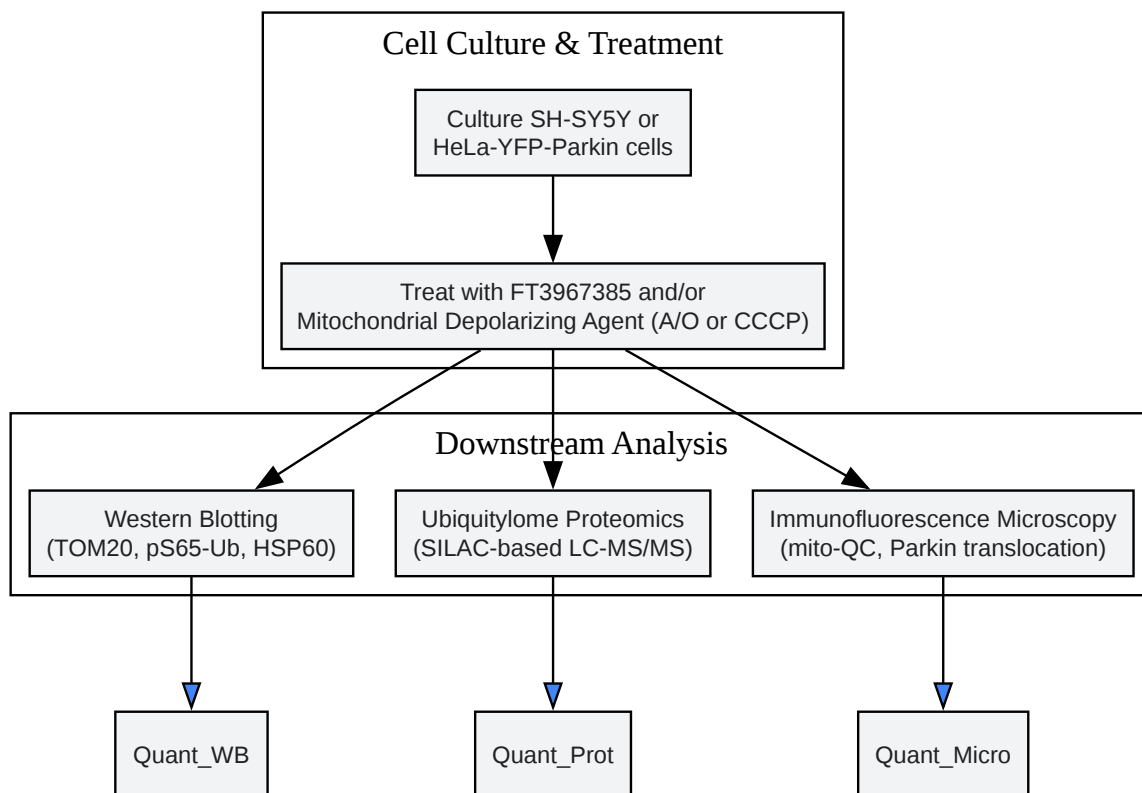 Cell Culture & Treatment
Culture SH-SY5Y or
HeLa-YFP-Parkin cells
Treat with FT3967385 and/or
Mitochondrial Depolarizing Agent (A/O or CCCP)
Downstream Analysis
Western Blotting
(TOM20, pS65-Ub, HSP60)
Ubiquitylome Proteomics
(SILAC-based LC-MS/MS)
Immunofluorescence Microscopy
(mito-QC, Parkin translocation)
Quant_WB
Quant_Prot
Quant_Micro